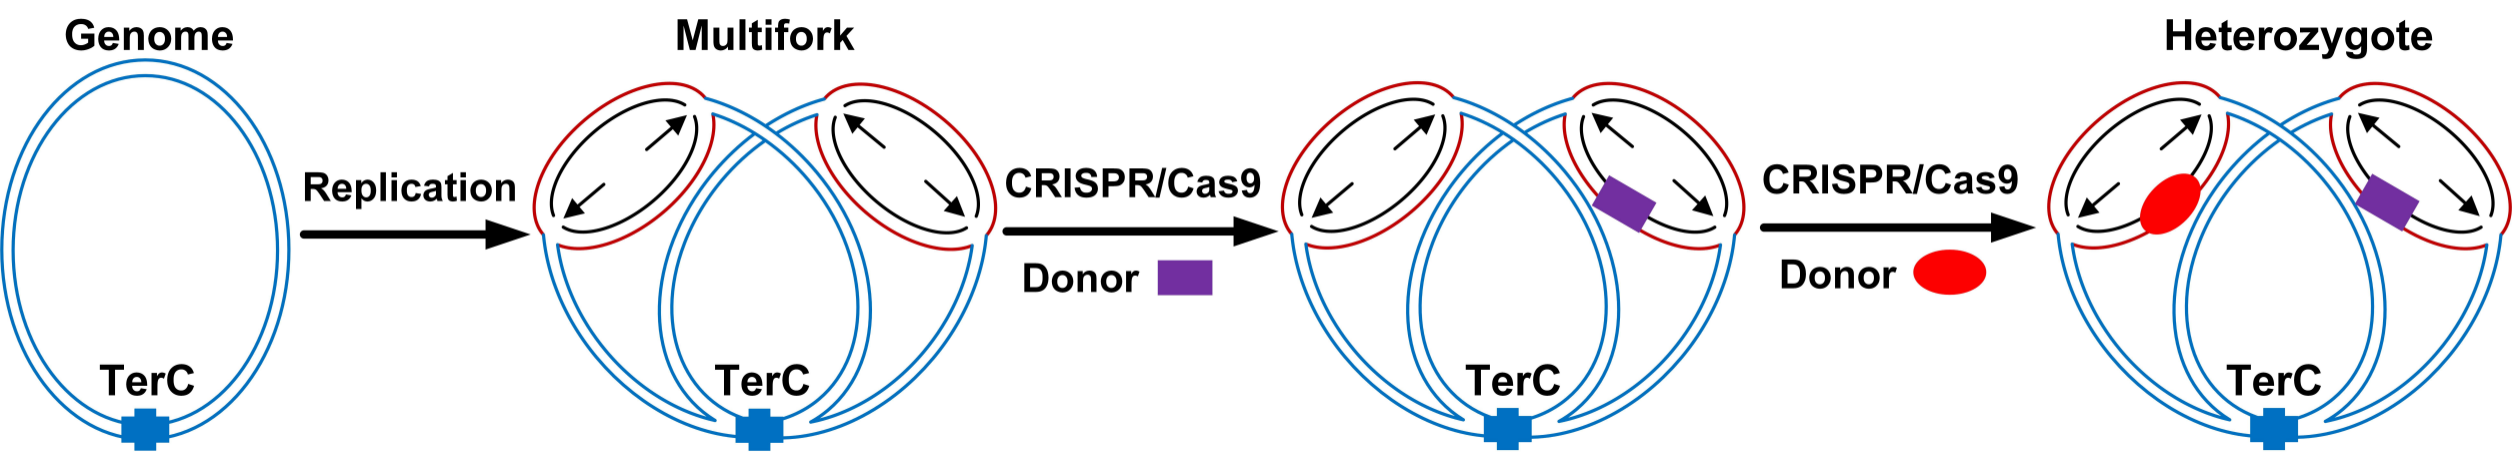 Genome
Multifork
Heterozygote
Replication
CRISPR/Cas9
Donor
CRISPR/Cas9
Donor
TerC
TerC
TerC
TerC